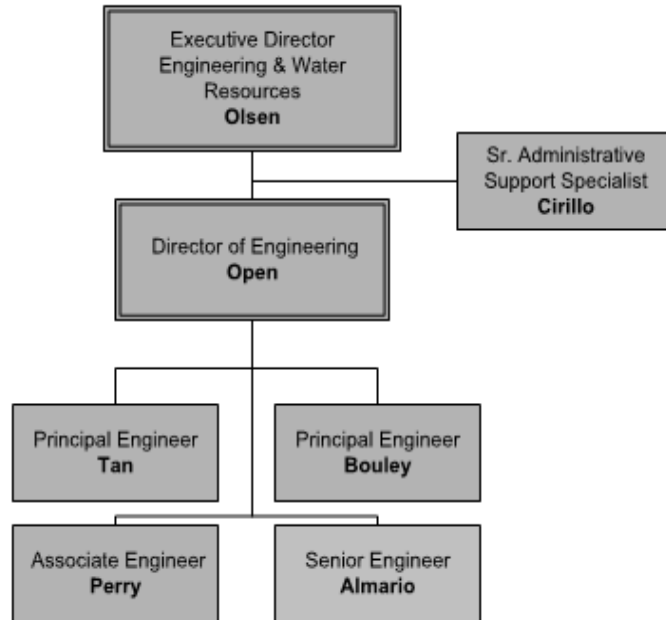 Executive Director
Engineering & Water
Resources
Olsen
Sr. Administrative
Support Specialist
Cirillo
Director of Engineering
Open
Principal Engineer
Tan
Principal Engineer
Bouley
Associate Engineer
Perry
Senior Engineer
Almario